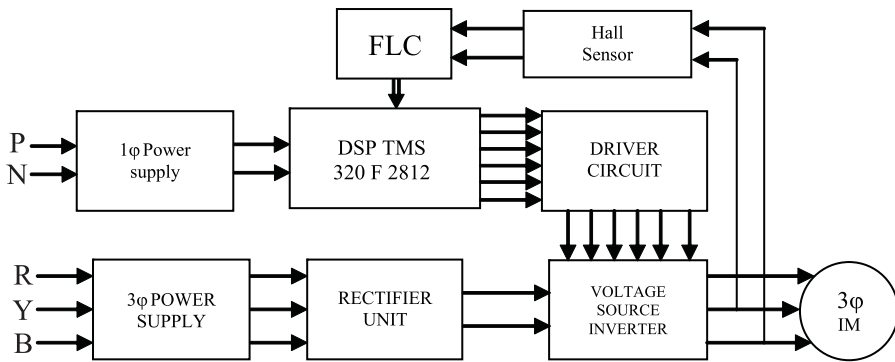 FLC
Hall
Sensor
P
N
1φ Power
supply
DSP TMS
320 F 2812
DRIVER
CIRCUIT
R
Y
B
3φ POWER
SUPPLY
RECTIFIER
UNIT
VOLTAGE
SOURCE
INVERTER
3φ
IM